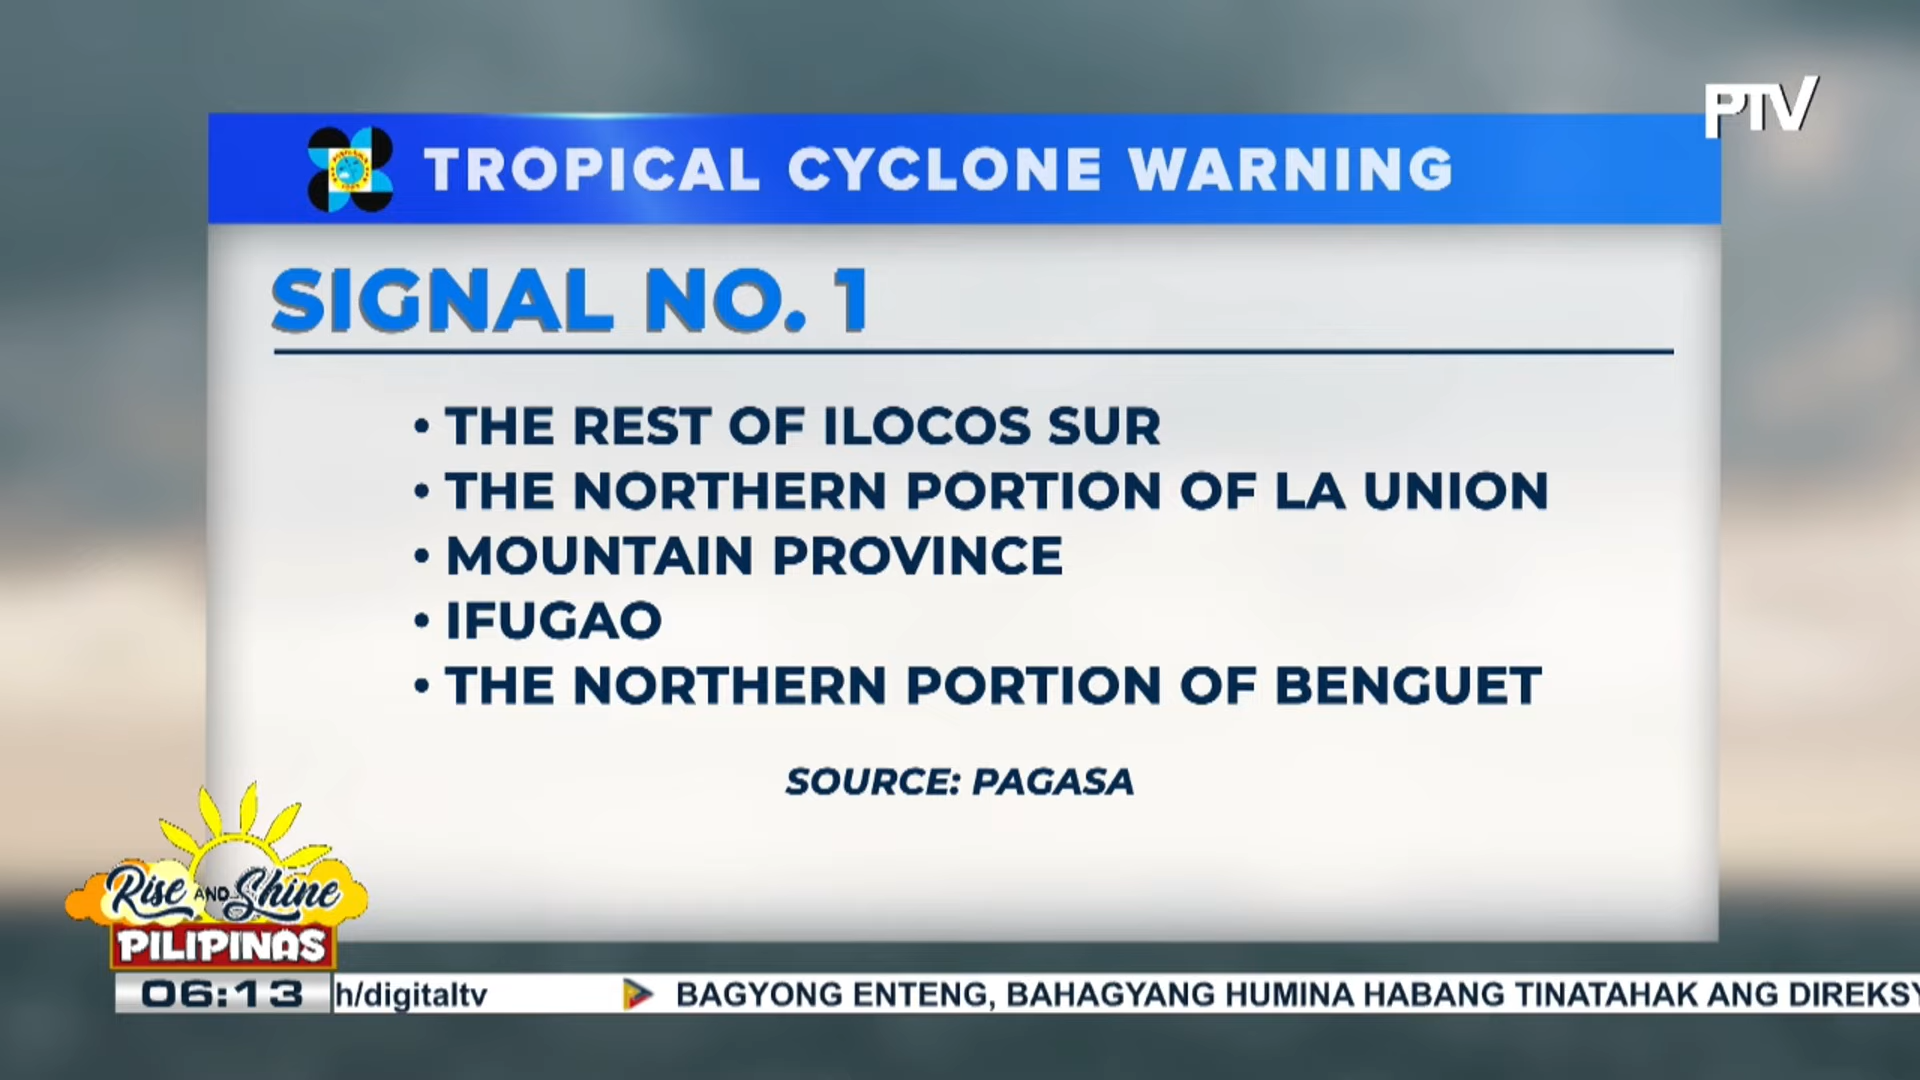 PTV
TROPICAL CYCLONE WARNING
SIGNAL NO. 1
• THE REST OF ILOCOS SUR
• THE NORTHERN PORTION OF LA UNION
• MOUNTAIN PROVINCE
• IFUGAO
• THE NORTHERN PORTION OF BENGUET
SOURCE: PAGASA
Rise AND Shine
PILIPINAS
06:13 h/digitaltv BAGYONG ENTENG, BAHAGYANG HUMINA HABANG TINATAHAK ANG DIREKSY